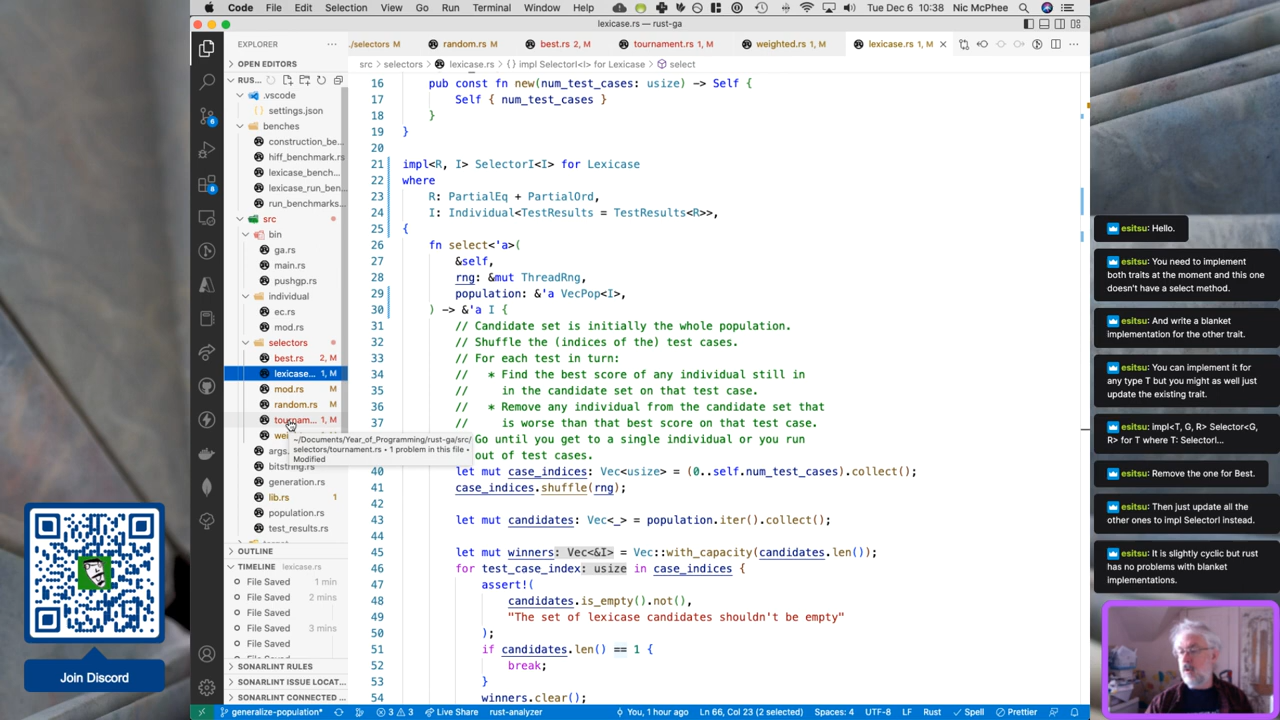 Code File Edit Selection View Go Run Terminal Window Help Tue Dec 6 10:38 Nic McPhee
lexicase.rs — rust-ga
EXPLORER
/selectors M random.rs M best.rs 2, M tournament.rs 1, M weighted.rs 1, M lexicase.rs 1, M
OPEN EDITORS
src > selectors > lexicase.rs > {} impl SelectorI<I> for Lexicase > select
RUS...
.vscode
settings.json
benches
construction_be...
hiff_benchmark.rs
lexicase_bench...
lexicase_run_ben...
run_benchmarks...
src
bin
ga.rs
main.rs
pushgp.rs
individual
ec.rs
mod.rs
selectors
best.rs 2, M
lexicase... 1, M
mod.rs M
random.rs M
tournam... 1, M
we
args.
bitstring.rs
generation.rs
lib.rs 1
population.rs
test_results.rs
OUTLINE
TIMELINE lexicase.rs
File Saved 1 min
File Saved 2 mins
File Saved
File Saved 3 mins
File Saved
File Saved
SONARLINT RULES
SONARLINT ISSUE LOCAT...
SONARLINT CONNECTED...
~/Documents/Year_of_Programming/rust-ga/src/
selectors/tournament.rs • 1 problem in this file •
Modified
16 pub const fn new(num_test_cases: usize) -> Self {
17 Self { num_test_cases }
18 }
19 }
20
21 impl<R, I> SelectorI<I> for Lexicase
22 where
23 R: PartialEq + PartialOrd,
24 I: Individual<TestResults = TestResults<R>>,
25 {
26 fn select<'a>(
27 &self,
28 rng: &mut ThreadRng,
29 population: &'a VecPop<I>,
30 ) -> &'a I {
31 // Candidate set is initially the whole population.
32 // Shuffle the (indices of the) test cases.
33 // For each test in turn:
34 // * Find the best score of any individual still in
35 // in the candidate set on that test case.
36 // * Remove any individual from the candidate set that
37 // is worse than that best score on that test case.
Go until you get to a single individual or you run
out of test cases.
40 let mut case_indices: Vec<usize> = (0..self.num_test_cases).collect();
41 case_indices.shuffle(rng);
42
43 let mut candidates: Vec<_> = population.iter().collect();
44
45 let mut winners: Vec<&I> = Vec::with_capacity(candidates.len());
46 for test_case_index: usize in case_indices {
47 assert!(
48 candidates.is_empty().not(),
49 "The set of lexicase candidates shouldn't be empty"
50 );
51 if candidates.len() == 1 {
52 break;
53 }
54 winners.clear();
esitsu: Hello.
esitsu: You need to implement
both traits at the moment and this one
doesn't have a select method.
esitsu: And write a blanket
implementation for the other trait.
esitsu: You can implement it for
any type T but you might as well just
update the existing trait.
esitsu: impl<T, G, R> Selector<G,
R> for T where T: SelectorI...
esitsu: Remove the one for Best.
esitsu: Then just update all the
other ones to impl SelectorI instead.
esitsu: It is slightly cyclic but rust
has no problems with blanket
implementations.
Join Discord
generalize-population* 3 3 Live Share rust-analyzer You, 1 hour ago Ln 66, Col 23 (2 selected) Spaces: 4 UTF-8 LF Rust Spell Prettier